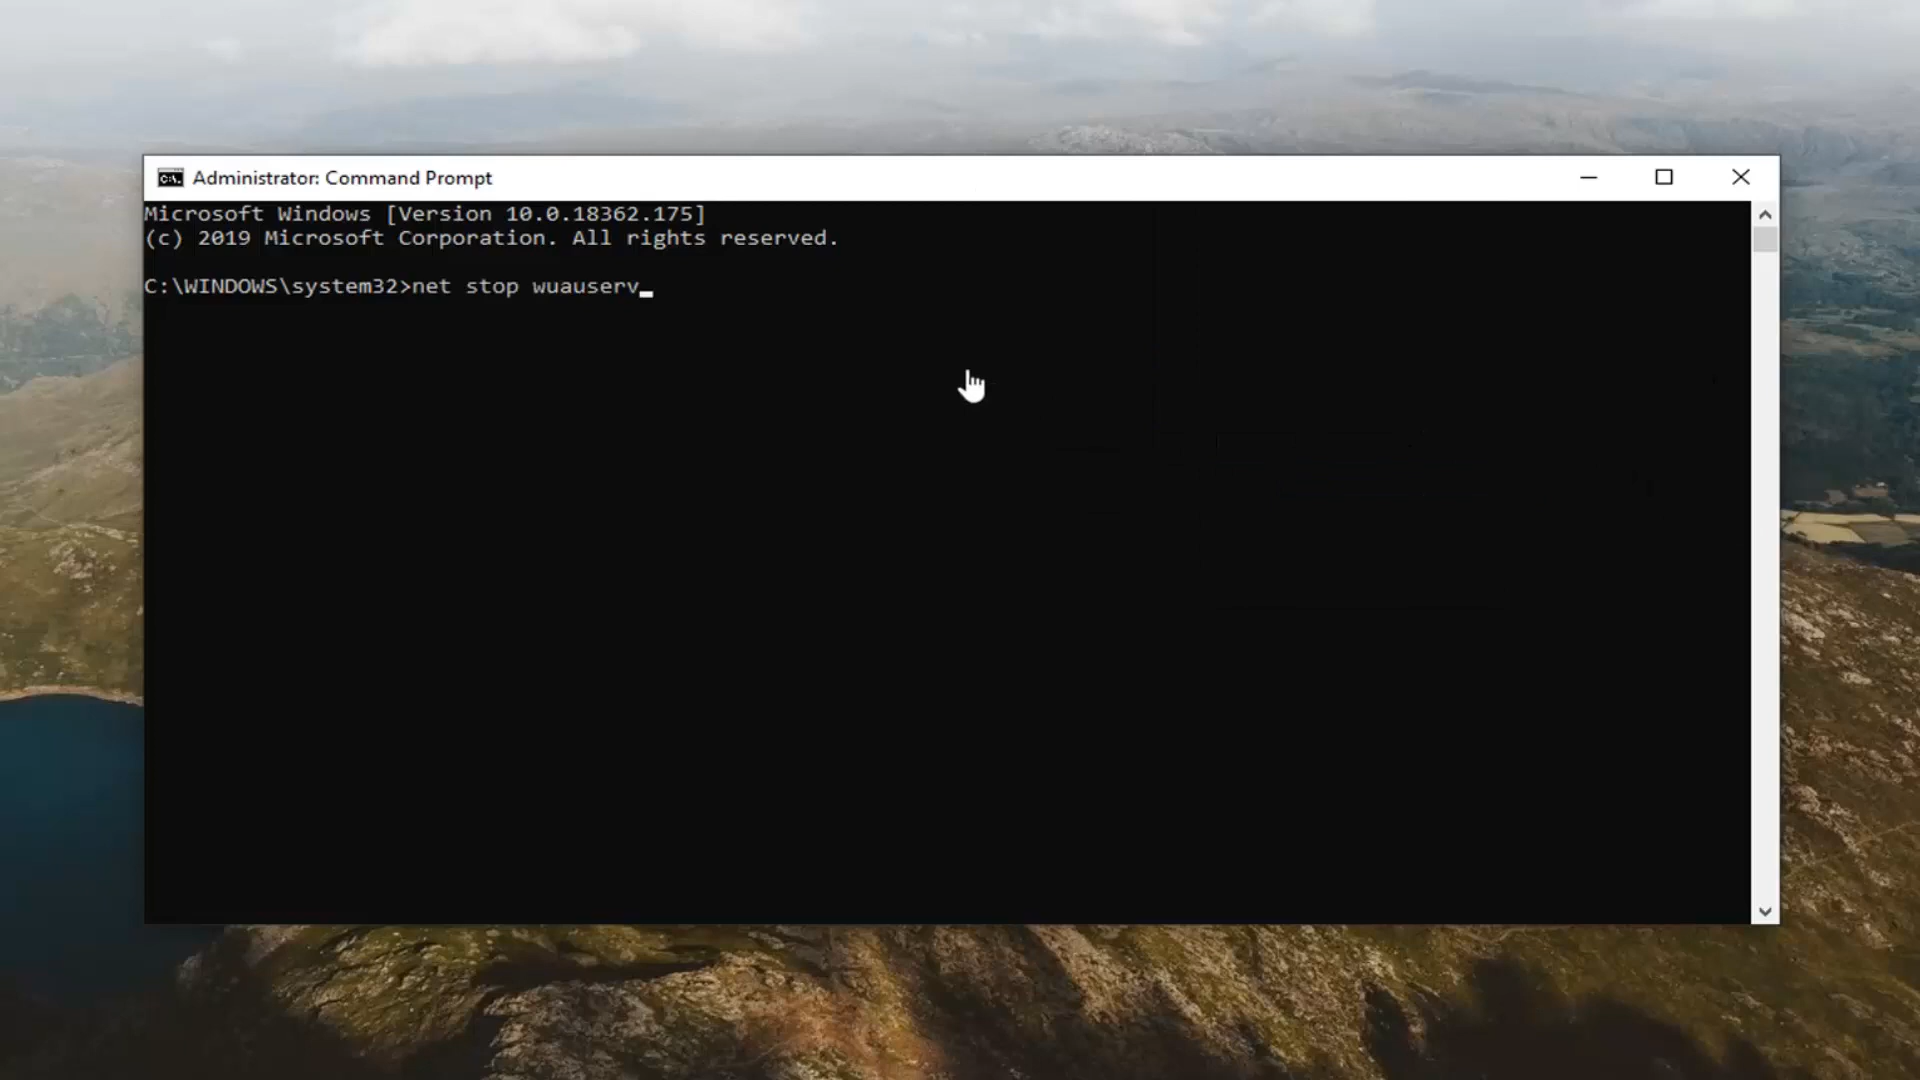 Administrator: Command Prompt
Microsoft Windows [Version 10.0.18362.175]
(c) 2019 Microsoft Corporation. All rights reserved.
C:\WINDOWS\system32>net stop wuauserv